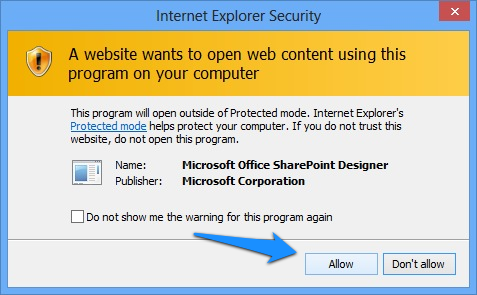 Internet Explorer Security
A website wants to open web content using this
program on your computer
This program will open outside of Protected mode. Internet Explorer's
Protected mode helps protect your computer. If you do not trust this
website, do not open this program.
Name: Microsoft Office SharePoint Designer
Publisher: Microsoft Corporation
Do not show me the warning for this program again
Allow Don't allow